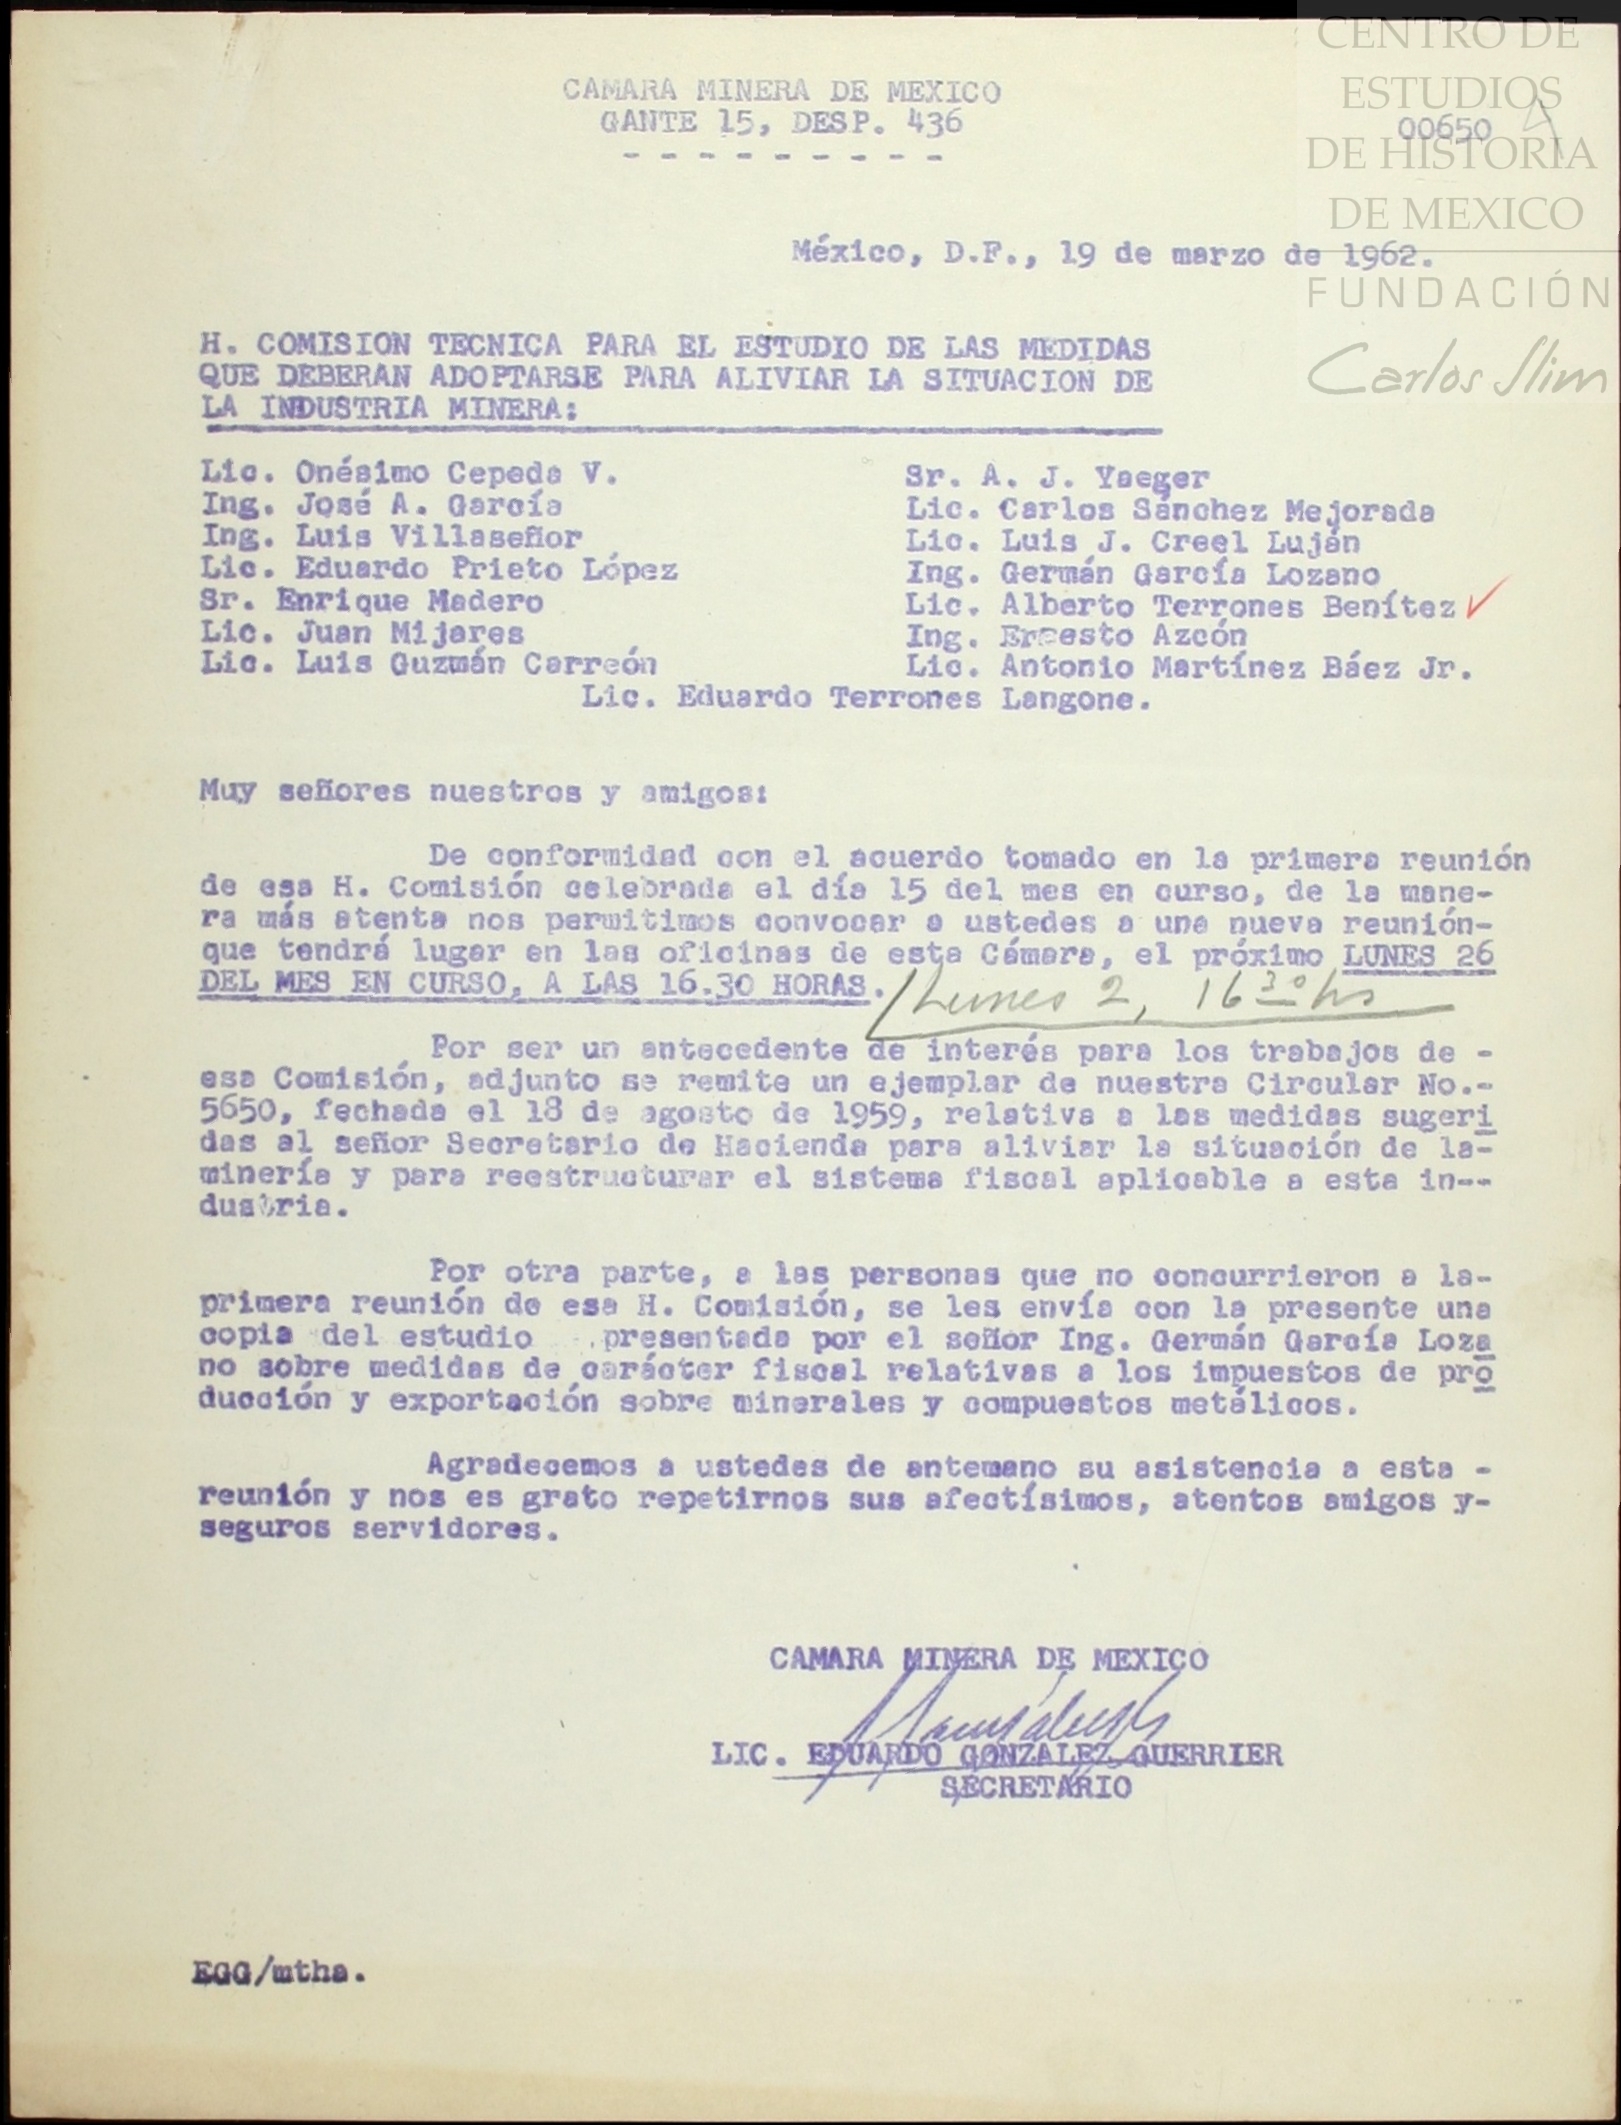 CENTRO DE
ESTUDIOS
DE HISTORIA
DE MEXICO
FUNDACIÓN
Carlos Slim
CAMARA MINERA DE MEXICO
GANTE 15, DESP. 436
- - - - - - - - -
00650
México, D.F., 19 de marzo de 1962.
H. COMISION TECNICA PARA EL ESTUDIO DE LAS MEDIDAS
QUE DEBERAN ADOPTARSE PARA ALIVIAR LA SITUACION DE
LA INDUSTRIA MINERA:
Lic. Onésimo Cepeda V.
Ing. José A. García
Ing. Luis Villaseñor
Lic. Eduardo Prieto López
Sr. Enrique Madero
Lic. Juan Mijares
Lic. Luis Guzmán Carreón
Sr. A. J. Yaeger
Lic. Carlos Sánchez Mejorada
Lic. Luis J. Creel Luján
Ing. Germán García Lozano
Lic. Alberto Terrones Benítez ✓
Ing. Ernesto Azcón
Lic. Antonio Martínez Báez Jr.
Lic. Eduardo Terrones Langone.
Muy señores nuestros y amigos:
De conformidad con el acuerdo tomado en la primera reunión
de esa H. Comisión celebrada el día 15 del mes en curso, de la mane-
ra más atenta nos permitimos convocar a ustedes a una nueva reunión-
que tendrá lugar en las oficinas de esta Cámara, el próximo LUNES 26
DEL MES EN CURSO, A LAS 16.30 HORAS.
Lunes 2, 16 30 hs
Por ser un antecedente de interés para los trabajos de -
esa Comisión, adjunto se remite un ejemplar de nuestra Circular No.-
5650, fechada el 18 de agosto de 1959, relativa a las medidas sugeri
das al señor Secretario de Hacienda para aliviar la situación de la-
minería y para reestructurar el sistema fiscal aplicable a esta in--
dustria.
Por otra parte, a las personas que no concurrieron a la-
primera reunión de esa H. Comisión, se les envía con la presente una
copia del estudio presentada por el señor Ing. Germán García Loza
no sobre medidas de carácter fiscal relativas a los impuestos de pro
ducción y exportación sobre minerales y compuestos metálicos.
Agradecemos a ustedes de antemano su asistencia a esta -
reunión y nos es grato repetirnos sus afectísimos, atentos amigos y-
seguros servidores.
CAMARA MINERA DE MEXICO
LIC. EDUARDO GONZALEZ GUERRIER
SECRETARIO
EGG/mtha.